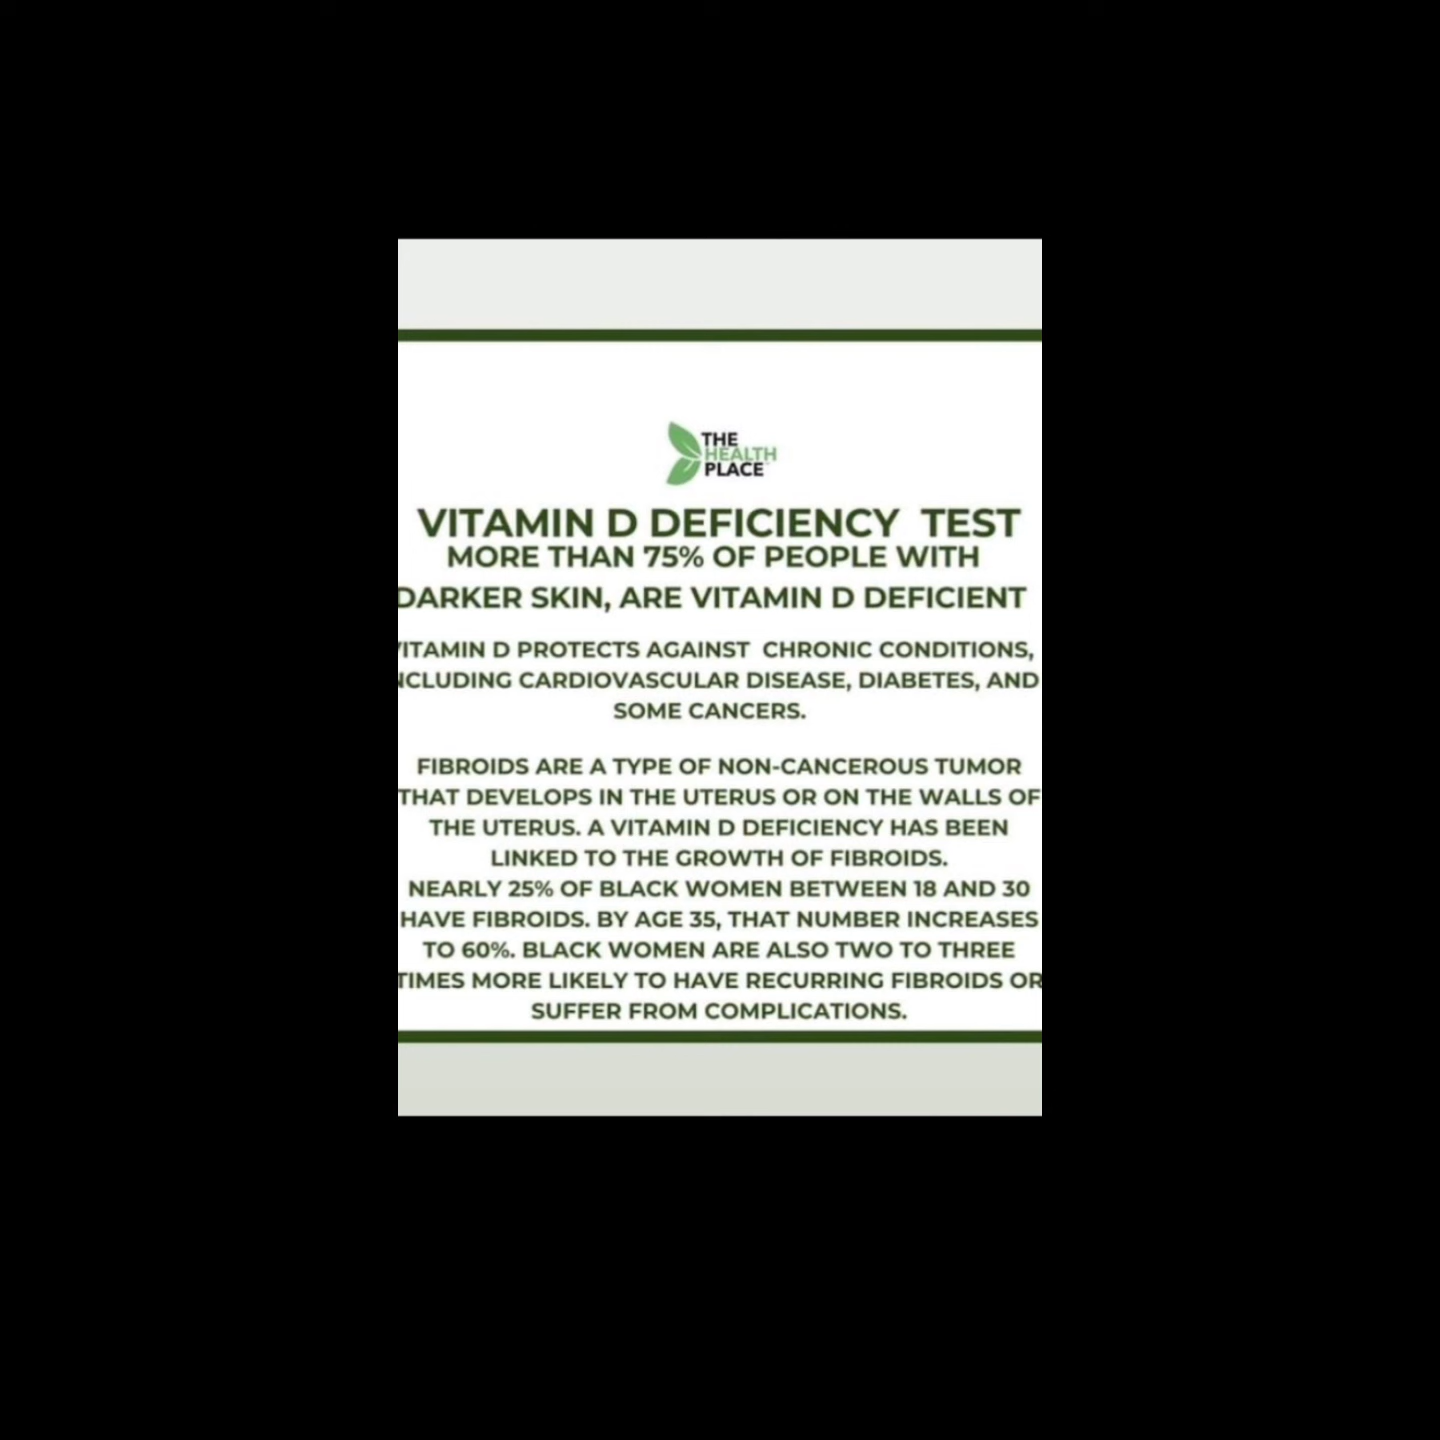 THE
HEALTH
PLACE
VITAMIN D DEFICIENCY TEST
MORE THAN 75% OF PEOPLE WITH
DARKER SKIN, ARE VITAMIN D DEFICIENT
VITAMIN D PROTECTS AGAINST CHRONIC CONDITIONS,
INCLUDING CARDIOVASCULAR DISEASE, DIABETES, AND
SOME CANCERS.
FIBROIDS ARE A TYPE OF NON-CANCEROUS TUMOR
THAT DEVELOPS IN THE UTERUS OR ON THE WALLS OF
THE UTERUS. A VITAMIN D DEFICIENCY HAS BEEN
LINKED TO THE GROWTH OF FIBROIDS.
NEARLY 25% OF BLACK WOMEN BETWEEN 18 AND 30
HAVE FIBROIDS. BY AGE 35, THAT NUMBER INCREASES
TO 60%. BLACK WOMEN ARE ALSO TWO TO THREE
TIMES MORE LIKELY TO HAVE RECURRING FIBROIDS OR
SUFFER FROM COMPLICATIONS.